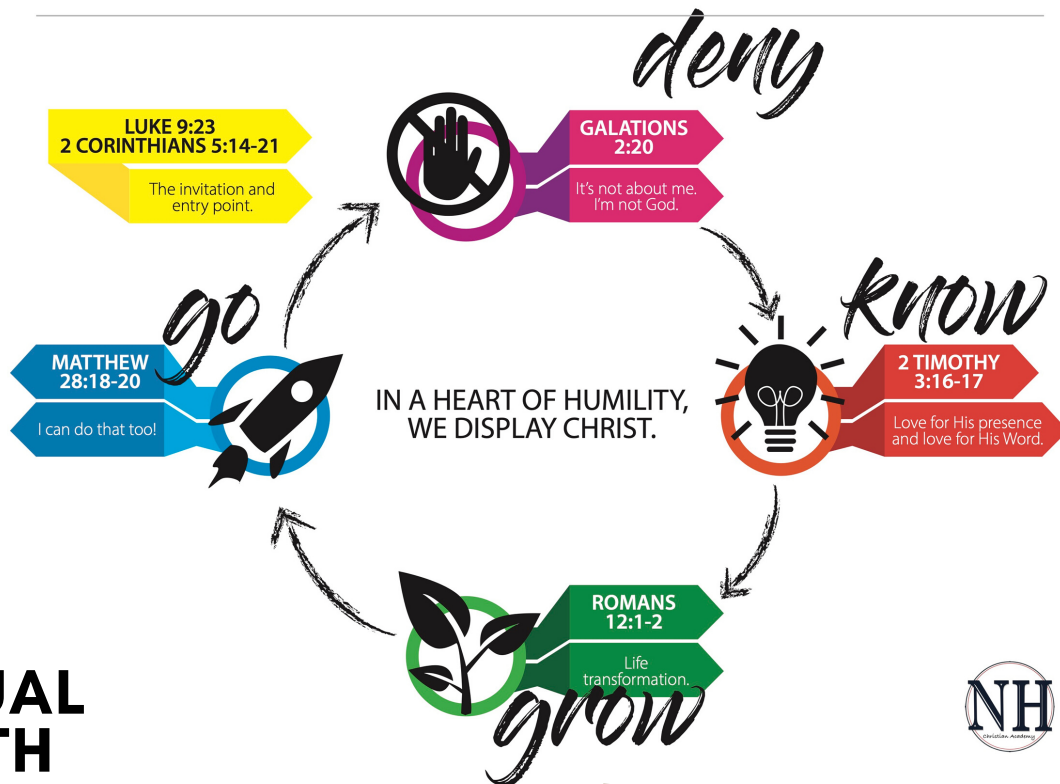 deny
LUKE 9:23
2 CORINTHIANS 5:14-21
The invitation and
entry point.
GALATIONS
2:20
It's not about me.
I'm not God.
go
know
MATTHEW
28:18-20
I can do that too!
IN A HEART OF HUMILITY,
WE DISPLAY CHRIST.
2 TIMOTHY
3:16-17
Love for His presence
and love for His Word.
ROMANS
12:1-2
Life
transformation.
grow
UAL
TH
NH
Christian Academy